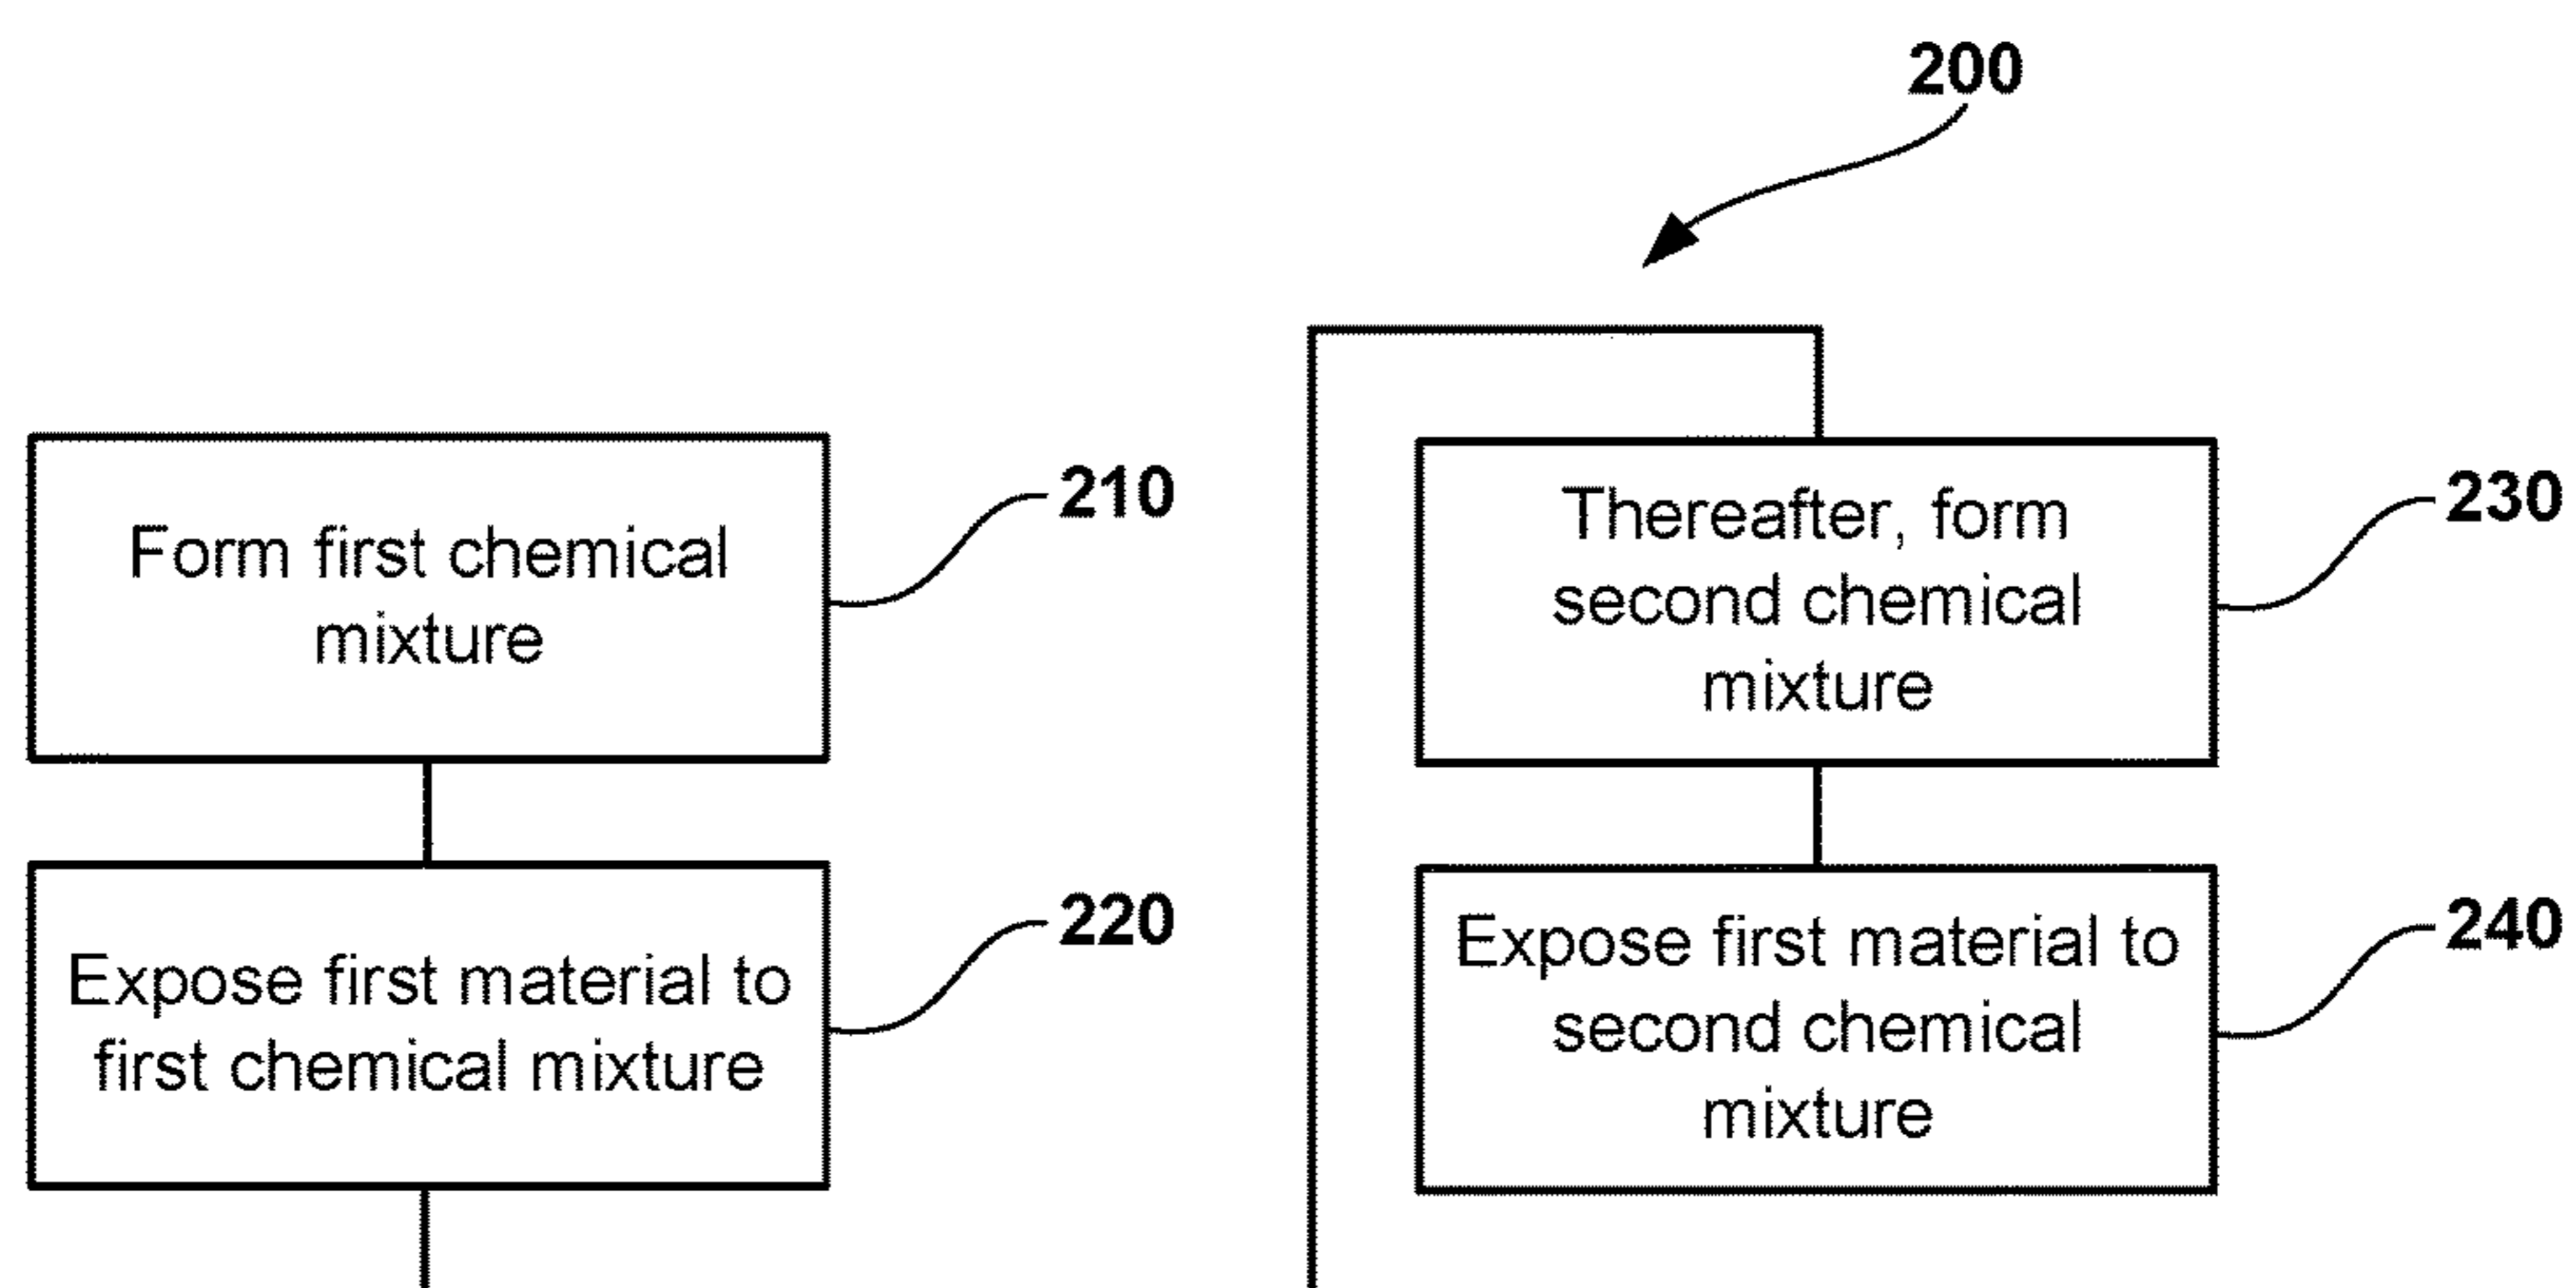 200
Form first chemical
mixture
210
Expose first material to
first chemical mixture
220
Thereafter, form
second chemical
mixture
230
Expose first material to
second chemical
mixture
240